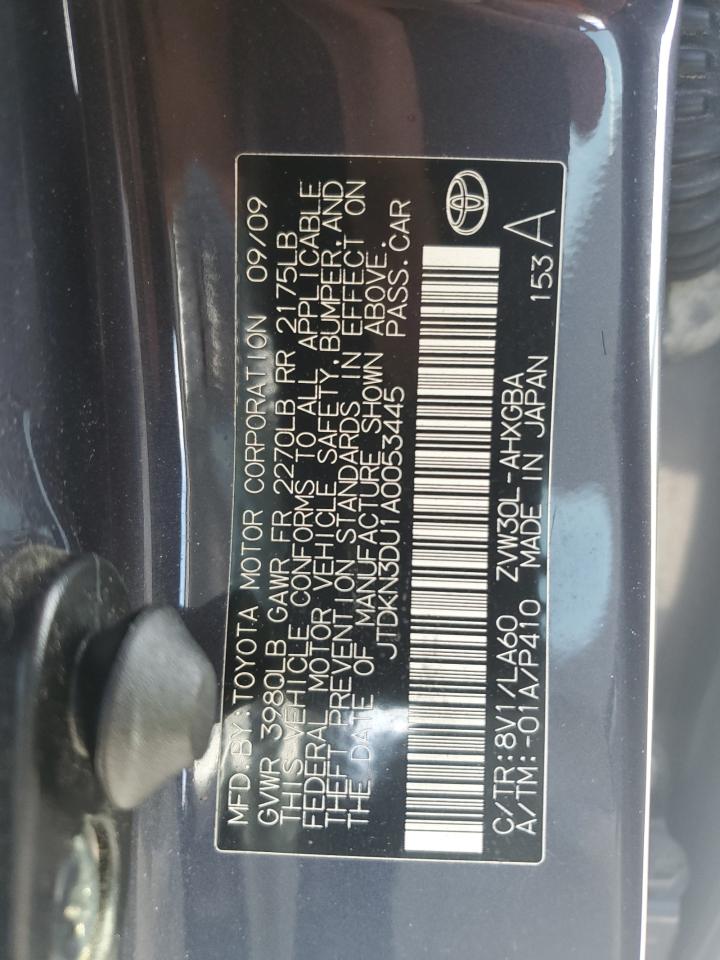 MFD. BY: TOYOTA MOTOR CORPORATION 09/09
GVWR 3980LB GAWR FR 2270LB RR 2175LB
THIS VEHICLE CONFORMS TO ALL APPLICABLE
FEDERAL MOTOR VEHICLE SAFETY, BUMPER, AND
THEFT PREVENTION STANDARDS IN EFFECT ON
THE DATE OF MANUFACTURE SHOWN ABOVE.
JTDKN3DU1A0053445 PASS. CAR
C/TR: 8V1/LA60 ZVW30L-AHXGBA
A/TM: -01A/P410 MADE IN JAPAN 153 A